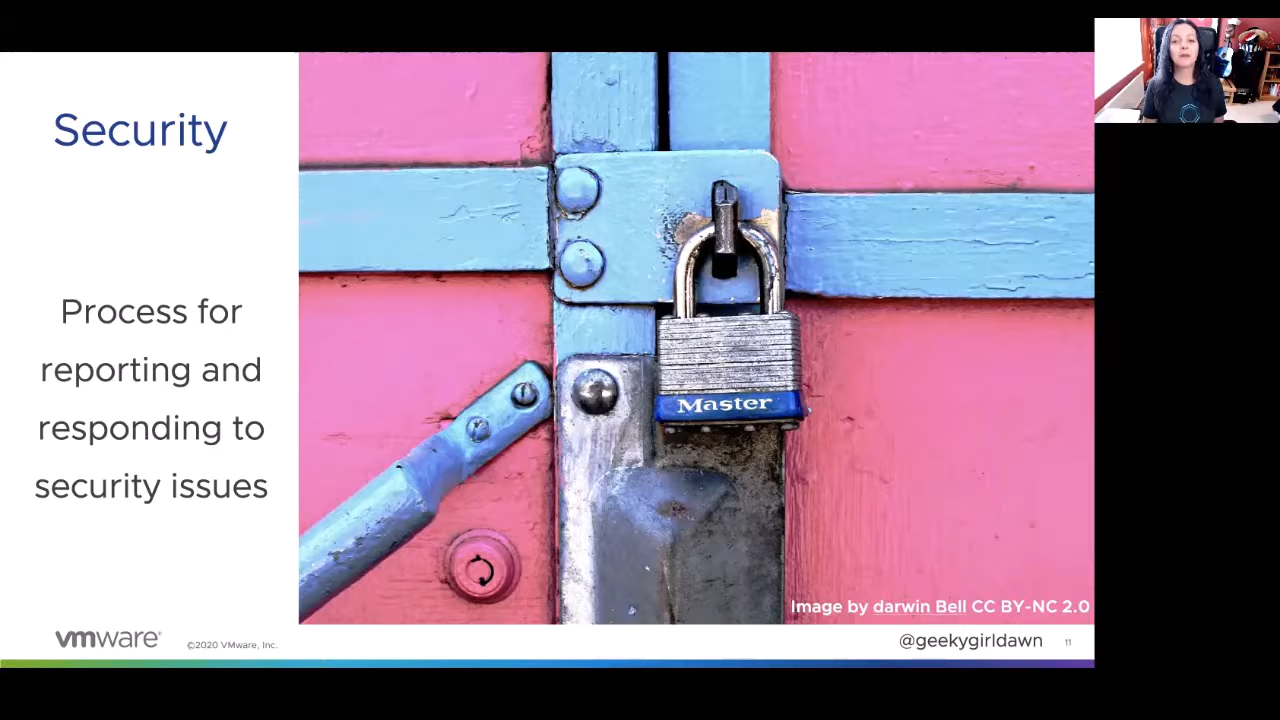 Security
Process for
reporting and
responding to
security issues
Master
Image by darwin Bell CC BY-NC 2.0
vmware®
©2020 VMware, Inc.
@geekygirldawn
11